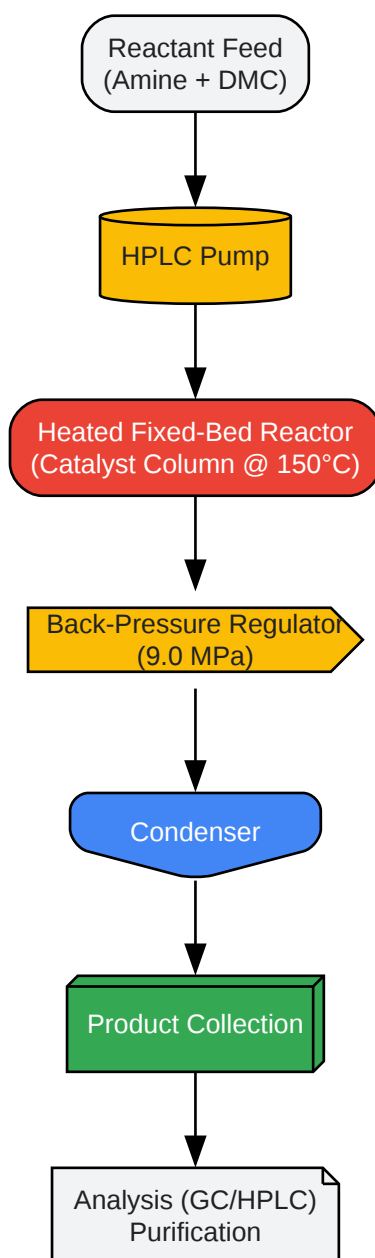 Reactant Feed
(Amine + DMC)
HPLC Pump
Heated Fixed-Bed Reactor
(Catalyst Column @ 150°C)
Back-Pressure Regulator
(9.0 MPa)
Condenser
Product Collection
Analysis (GC/HPLC)
Purification